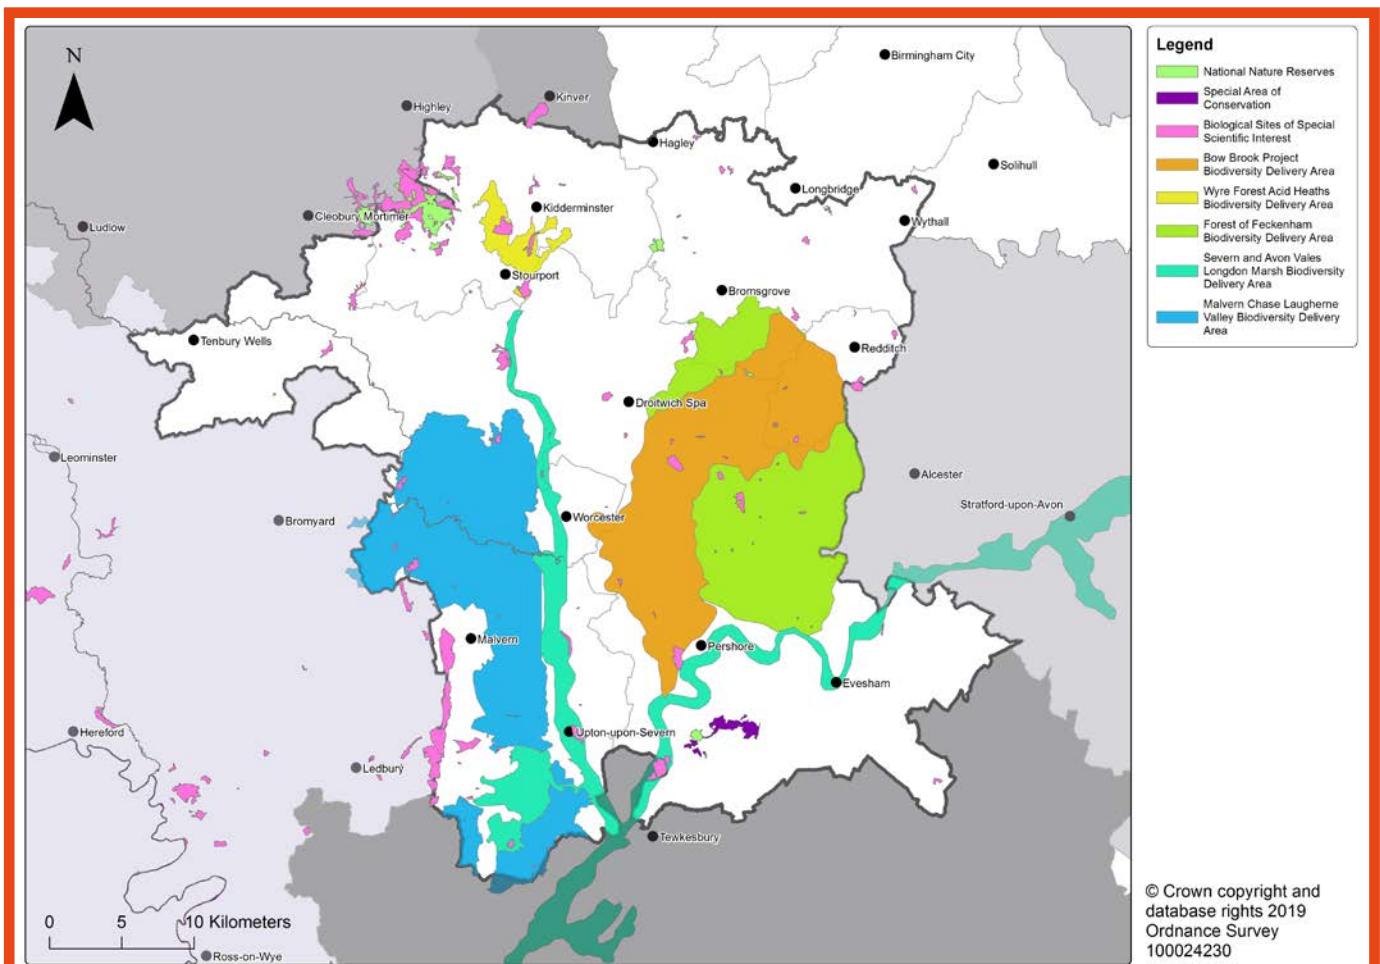 N
Birmingham City
Kinver
Highley
Hagley
Solihull
Longbridge
Kidderminster
Cleobury Mortimer
Wythall
Ludlow
Stourport
Bromsgrove
Tenbury Wells
Redditch
Droitwich Spa
Leominster
Alcester
Stratford-upon-Avon
Bromyard
Worcester
Malvern
Pershore
Evesham
Hereford
Upton-upon-Severn
Ledbury
Tewkesbury
0 5 10 Kilometers
Ross-on-Wye
Legend
National Nature Reserves
Special Area of
Conservation
Biological Sites of Special
Scientific Interest
Bow Brook Project
Biodiversity Delivery Area
Wyre Forest Acid Heaths
Biodiversity Delivery Area
Forest of Feckenham
Biodiversity Delivery Area
Severn and Avon Vales
Longdon Marsh Biodiversity
Delivery Area
Malvern Chase Laugherne
Valley Biodiversity Delivery
Area
© Crown copyright and
database rights 2019
Ordnance Survey
100024230